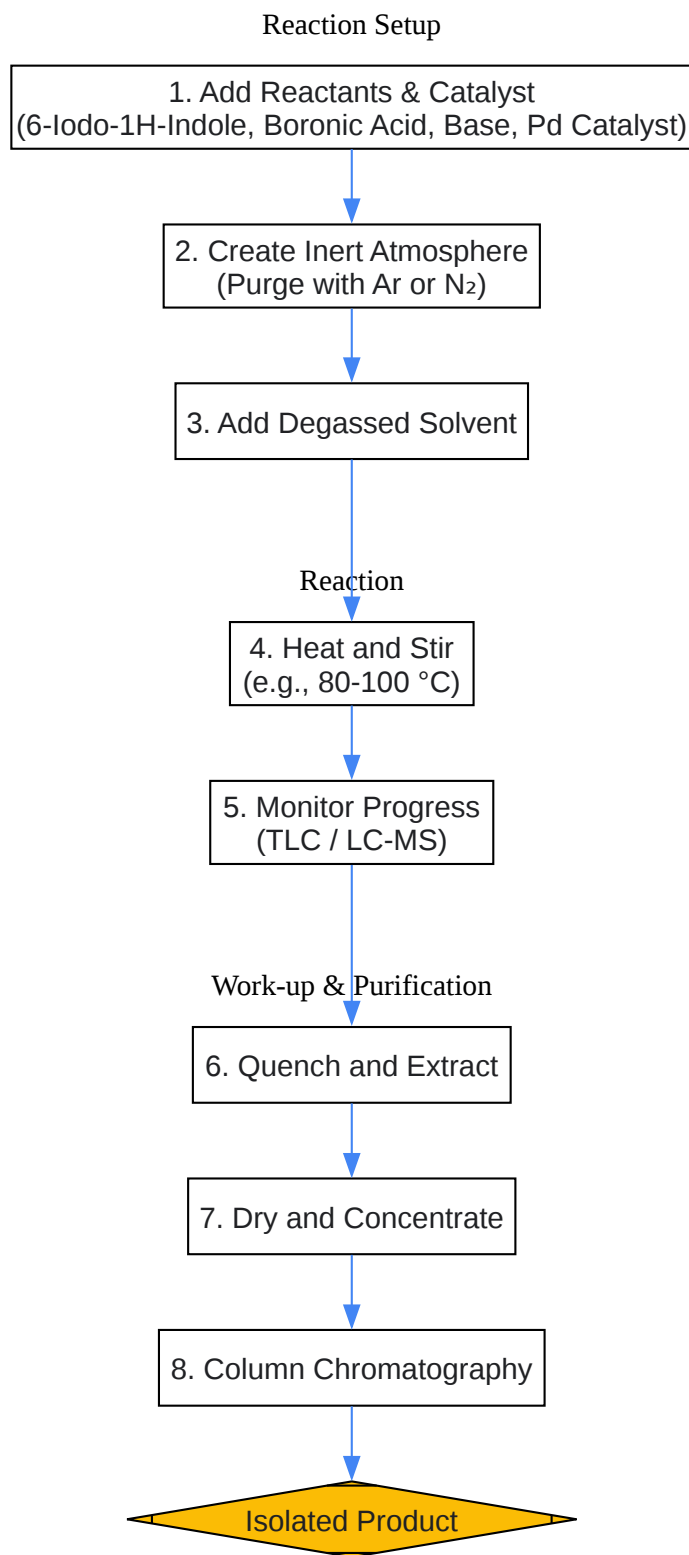 Reaction Setup
1. Add Reactants & Catalyst
(6-Iodo-1H-Indole, Boronic Acid, Base, Pd Catalyst)
2. Create Inert Atmosphere
(Purge with Ar or N₂)
3. Add Degassed Solvent
Reaction
4. Heat and Stir
(e.g., 80-100 °C)
5. Monitor Progress
(TLC / LC-MS)
Work-up & Purification
6. Quench and Extract
7. Dry and Concentrate
8. Column Chromatography
Isolated Product